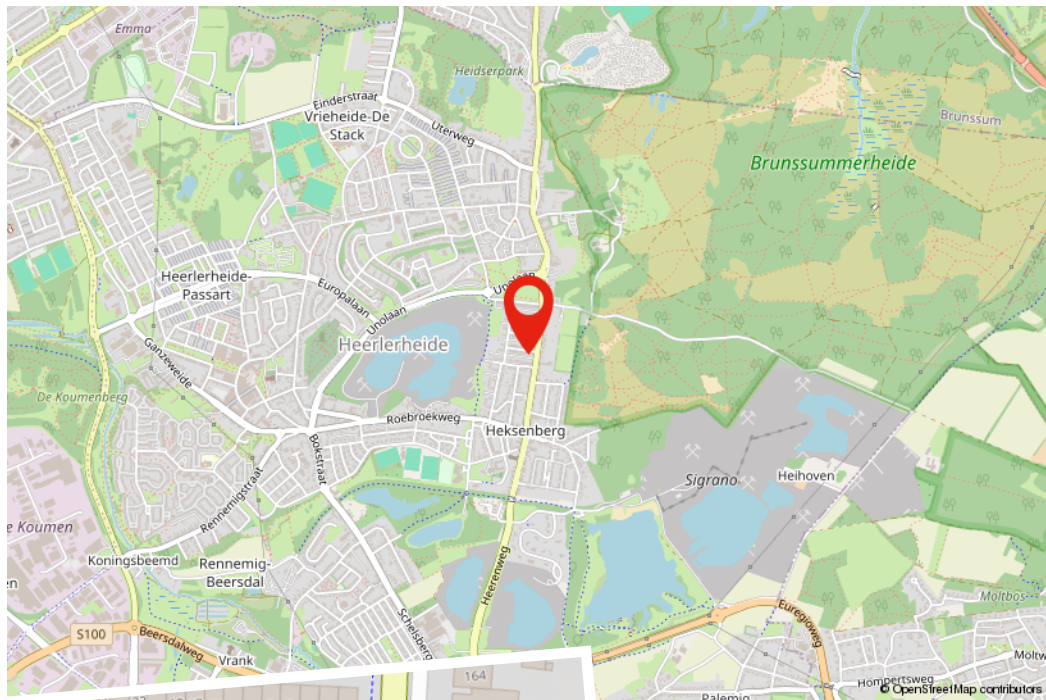 Emma
Heidserpark
Einderstraat
Vrieheide-De
Stack
Uterweg
Brunssum
Brunssummerheide
Heerlerheide-
Passart
Europalaan
Unolaan
Unolaan
Heerlerheide
Ganzeweide
De Koumenberg
Roebroekweg
Heksenberg
Bokstraat
Rennemigstraat
Sigrano
Heihoven
e Koumen
Koningsbeemd
Rennemig-
Beersdal
Heerenweg
Schelsberg
Euregioweg
Moltbos
S100
Beersdalweg
Vrank
Moltw
Hompertsweg
Palemig
164
© OpenStreetMap contributors